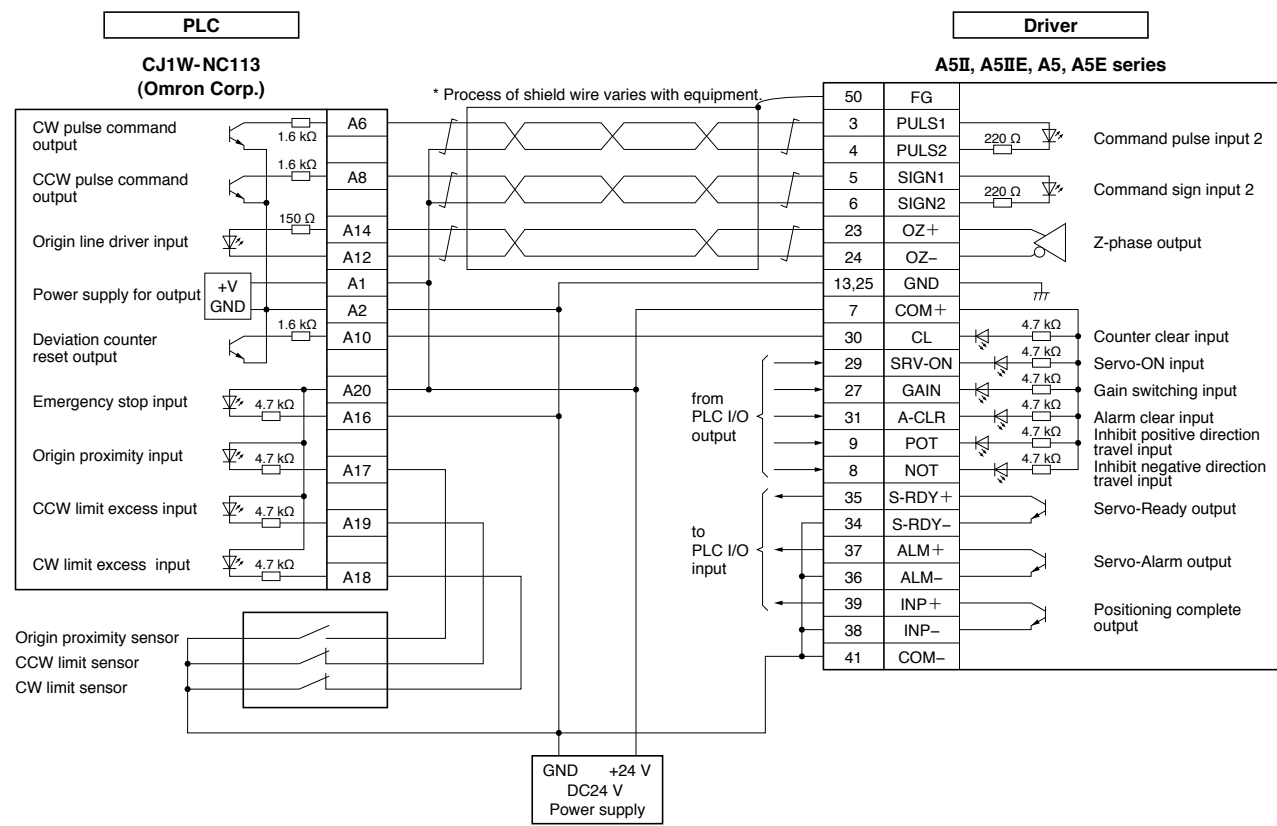 PLC
CJ1W-NC113
(Omron Corp.)
Driver
A5II, A5IIE, A5, A5E series
* Process of shield wire varies with equipment.
CW pulse command
output
1.6 kΩ
A6
CCW pulse command
output
1.6 kΩ
A8
Origin line driver input
150 Ω
A14
A12
Power supply for output
+V
GND
A1
A2
Deviation counter
reset output
1.6 kΩ
A10
A20
Emergency stop input
4.7 kΩ
A16
Origin proximity input
4.7 kΩ
A17
CCW limit excess input
4.7 kΩ
A19
CW limit excess input
4.7 kΩ
A18
Origin proximity sensor
CCW limit sensor
CW limit sensor
GND +24 V
DC24 V
Power supply
from
PLC I/O
output
to
PLC I/O
input
50 FG
3 PULS1
4 PULS2
220 Ω
Command pulse input 2
5 SIGN1
6 SIGN2
220 Ω
Command sign input 2
23 OZ+
24 OZ−
Z-phase output
13,25 GND
7 COM+
30 CL
4.7 kΩ
Counter clear input
29 SRV-ON
4.7 kΩ
Servo-ON input
27 GAIN
4.7 kΩ
Gain switching input
31 A-CLR
4.7 kΩ
Alarm clear input
9 POT
4.7 kΩ
Inhibit positive direction
travel input
8 NOT
4.7 kΩ
Inhibit negative direction
travel input
35 S-RDY+
34 S-RDY−
Servo-Ready output
37 ALM+
36 ALM−
Servo-Alarm output
39 INP+
38 INP−
Positioning complete
output
41 COM−